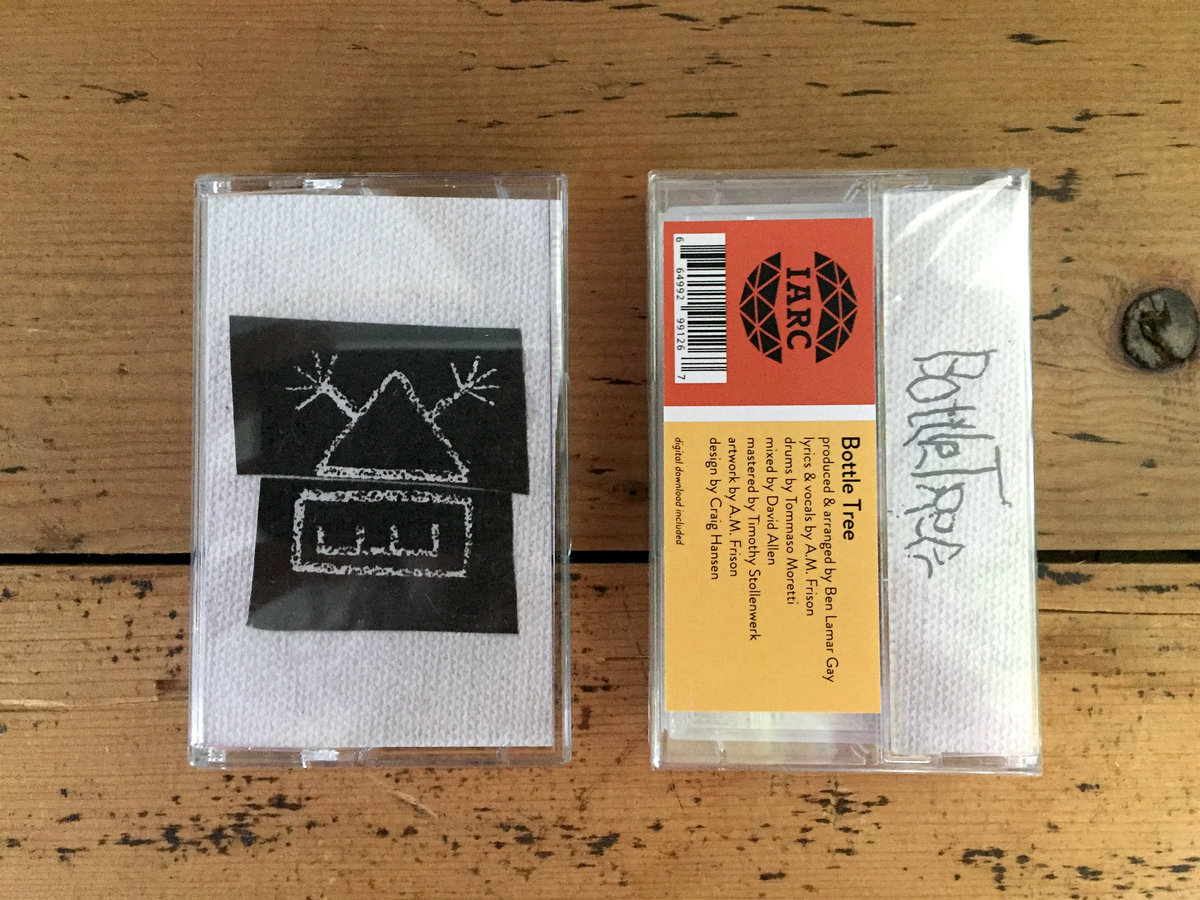 IARC
6 64992 99126 7
Bottle Tree
produced & arranged by Ben Lamar Gay
lyrics & vocals by A.M. Frison
drums by Tommaso Moretti
mixed by David Allen
mastered by Timothy Stollenwerk
artwork by A.M. Frison
design by Craig Hansen
digital download included
Bottle Tree